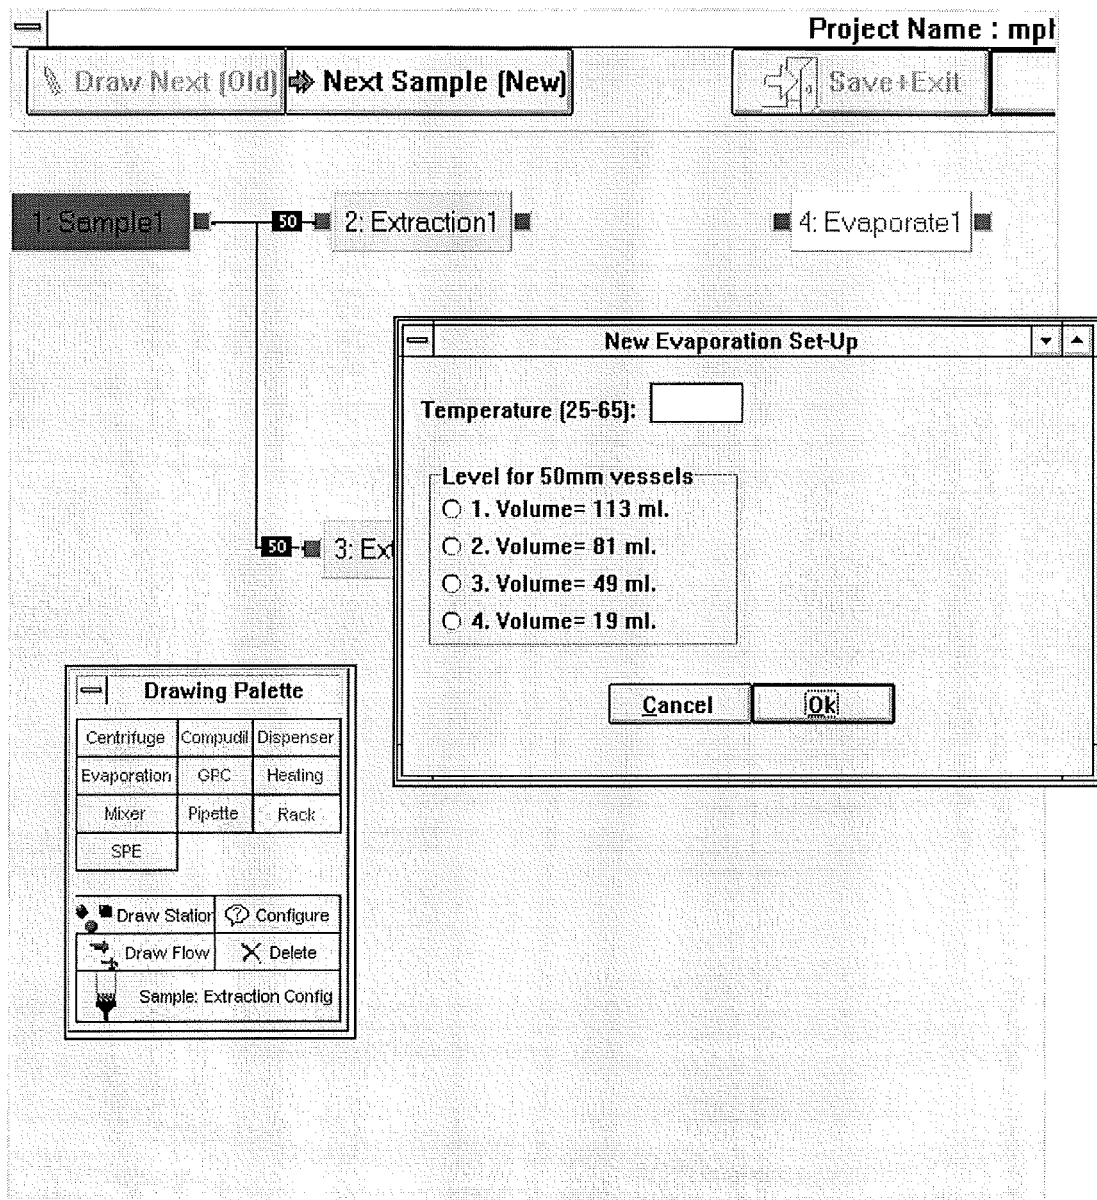 Project Name : mpl
Draw Next (Old)
Next Sample (New)
Save+Exit
1: Sample1
50
2: Extraction1
4: Evaporate1
New Evaporation Set-Up
Temperature (25-65):
Level for 50mm vessels
1. Volume= 113 ml.
2. Volume= 81 ml.
3. Volume= 49 ml.
4. Volume= 19 ml.
50
3: Ext
Cancel
Ok
Drawing Palette
Centrifuge Compudil Dispenser
Evaporation GPC Heating
Mixer Pipette Rack
SPE
Draw Station Configure
Draw Flow Delete
Sample: Extraction Config